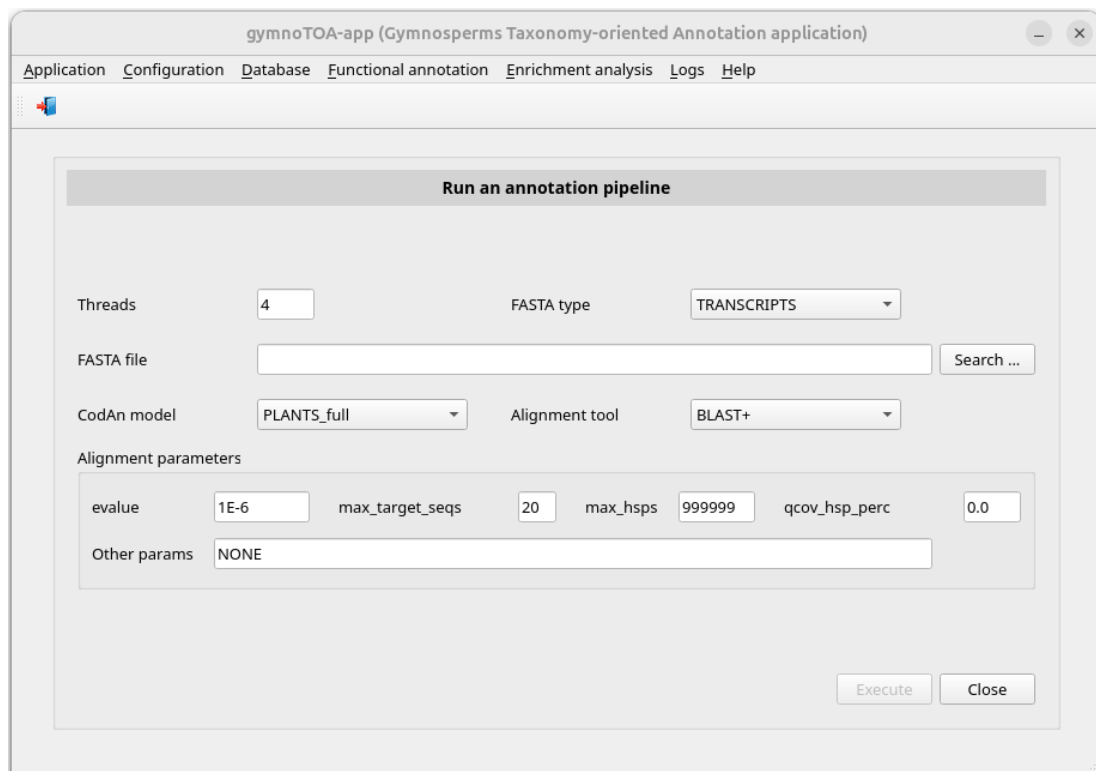 gymnoTOA-app (Gymnosperms Taxonomy-oriented Annotation application)
Application Configuration Database Functional annotation Enrichment analysis Logs Help
Run an annotation pipeline
Threads 4 FASTA type TRANSCRIPTS
FASTA file Search ...
CodAn model PLANTS_full Alignment tool BLAST+
Alignment parameters
evalue 1E-6 max_target_seqs 20 max_hsps 999999 qcov_hsp_perc 0.0
Other params NONE
Execute Close